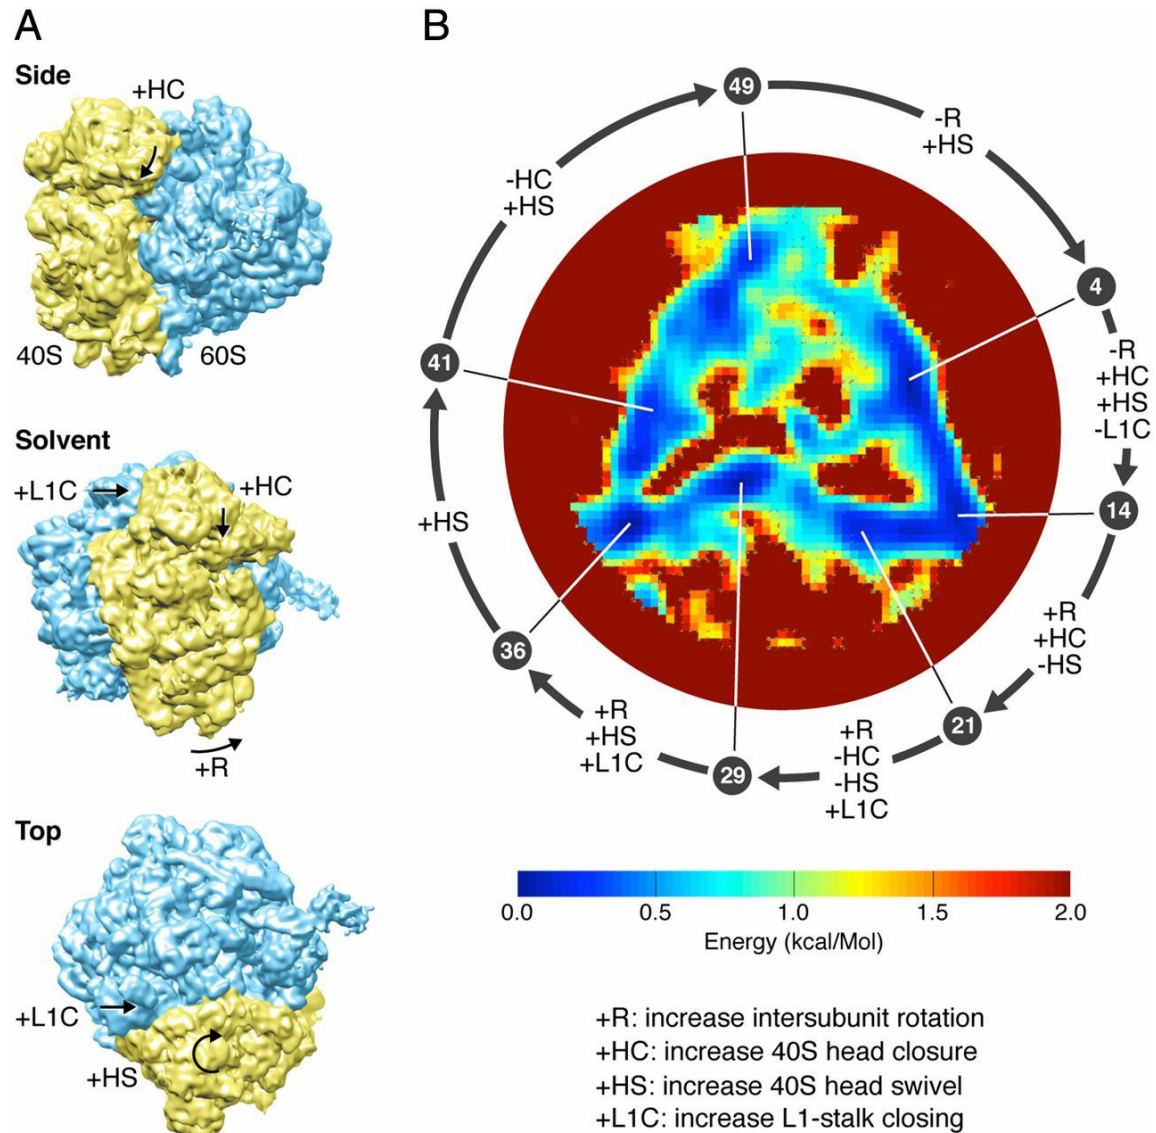 A
B
Side
+HC
40S
60S
Solvent
+L1C
+HC
+R
Top
+L1C
+HS
49
-R
+HS
4
-R
+HC
+HS
-L1C
14
+R
+HC
-HS
21
+R
-HC
-HS
+L1C
29
+R
+HS
+L1C
36
+HS
41
-HC
+HS
0.0 0.5 1.0 1.5 2.0
Energy (kcal/Mol)
+R: increase intersubunit rotation
+HC: increase 40S head closure
+HS: increase 40S head swivel
+L1C: increase L1-stalk closing